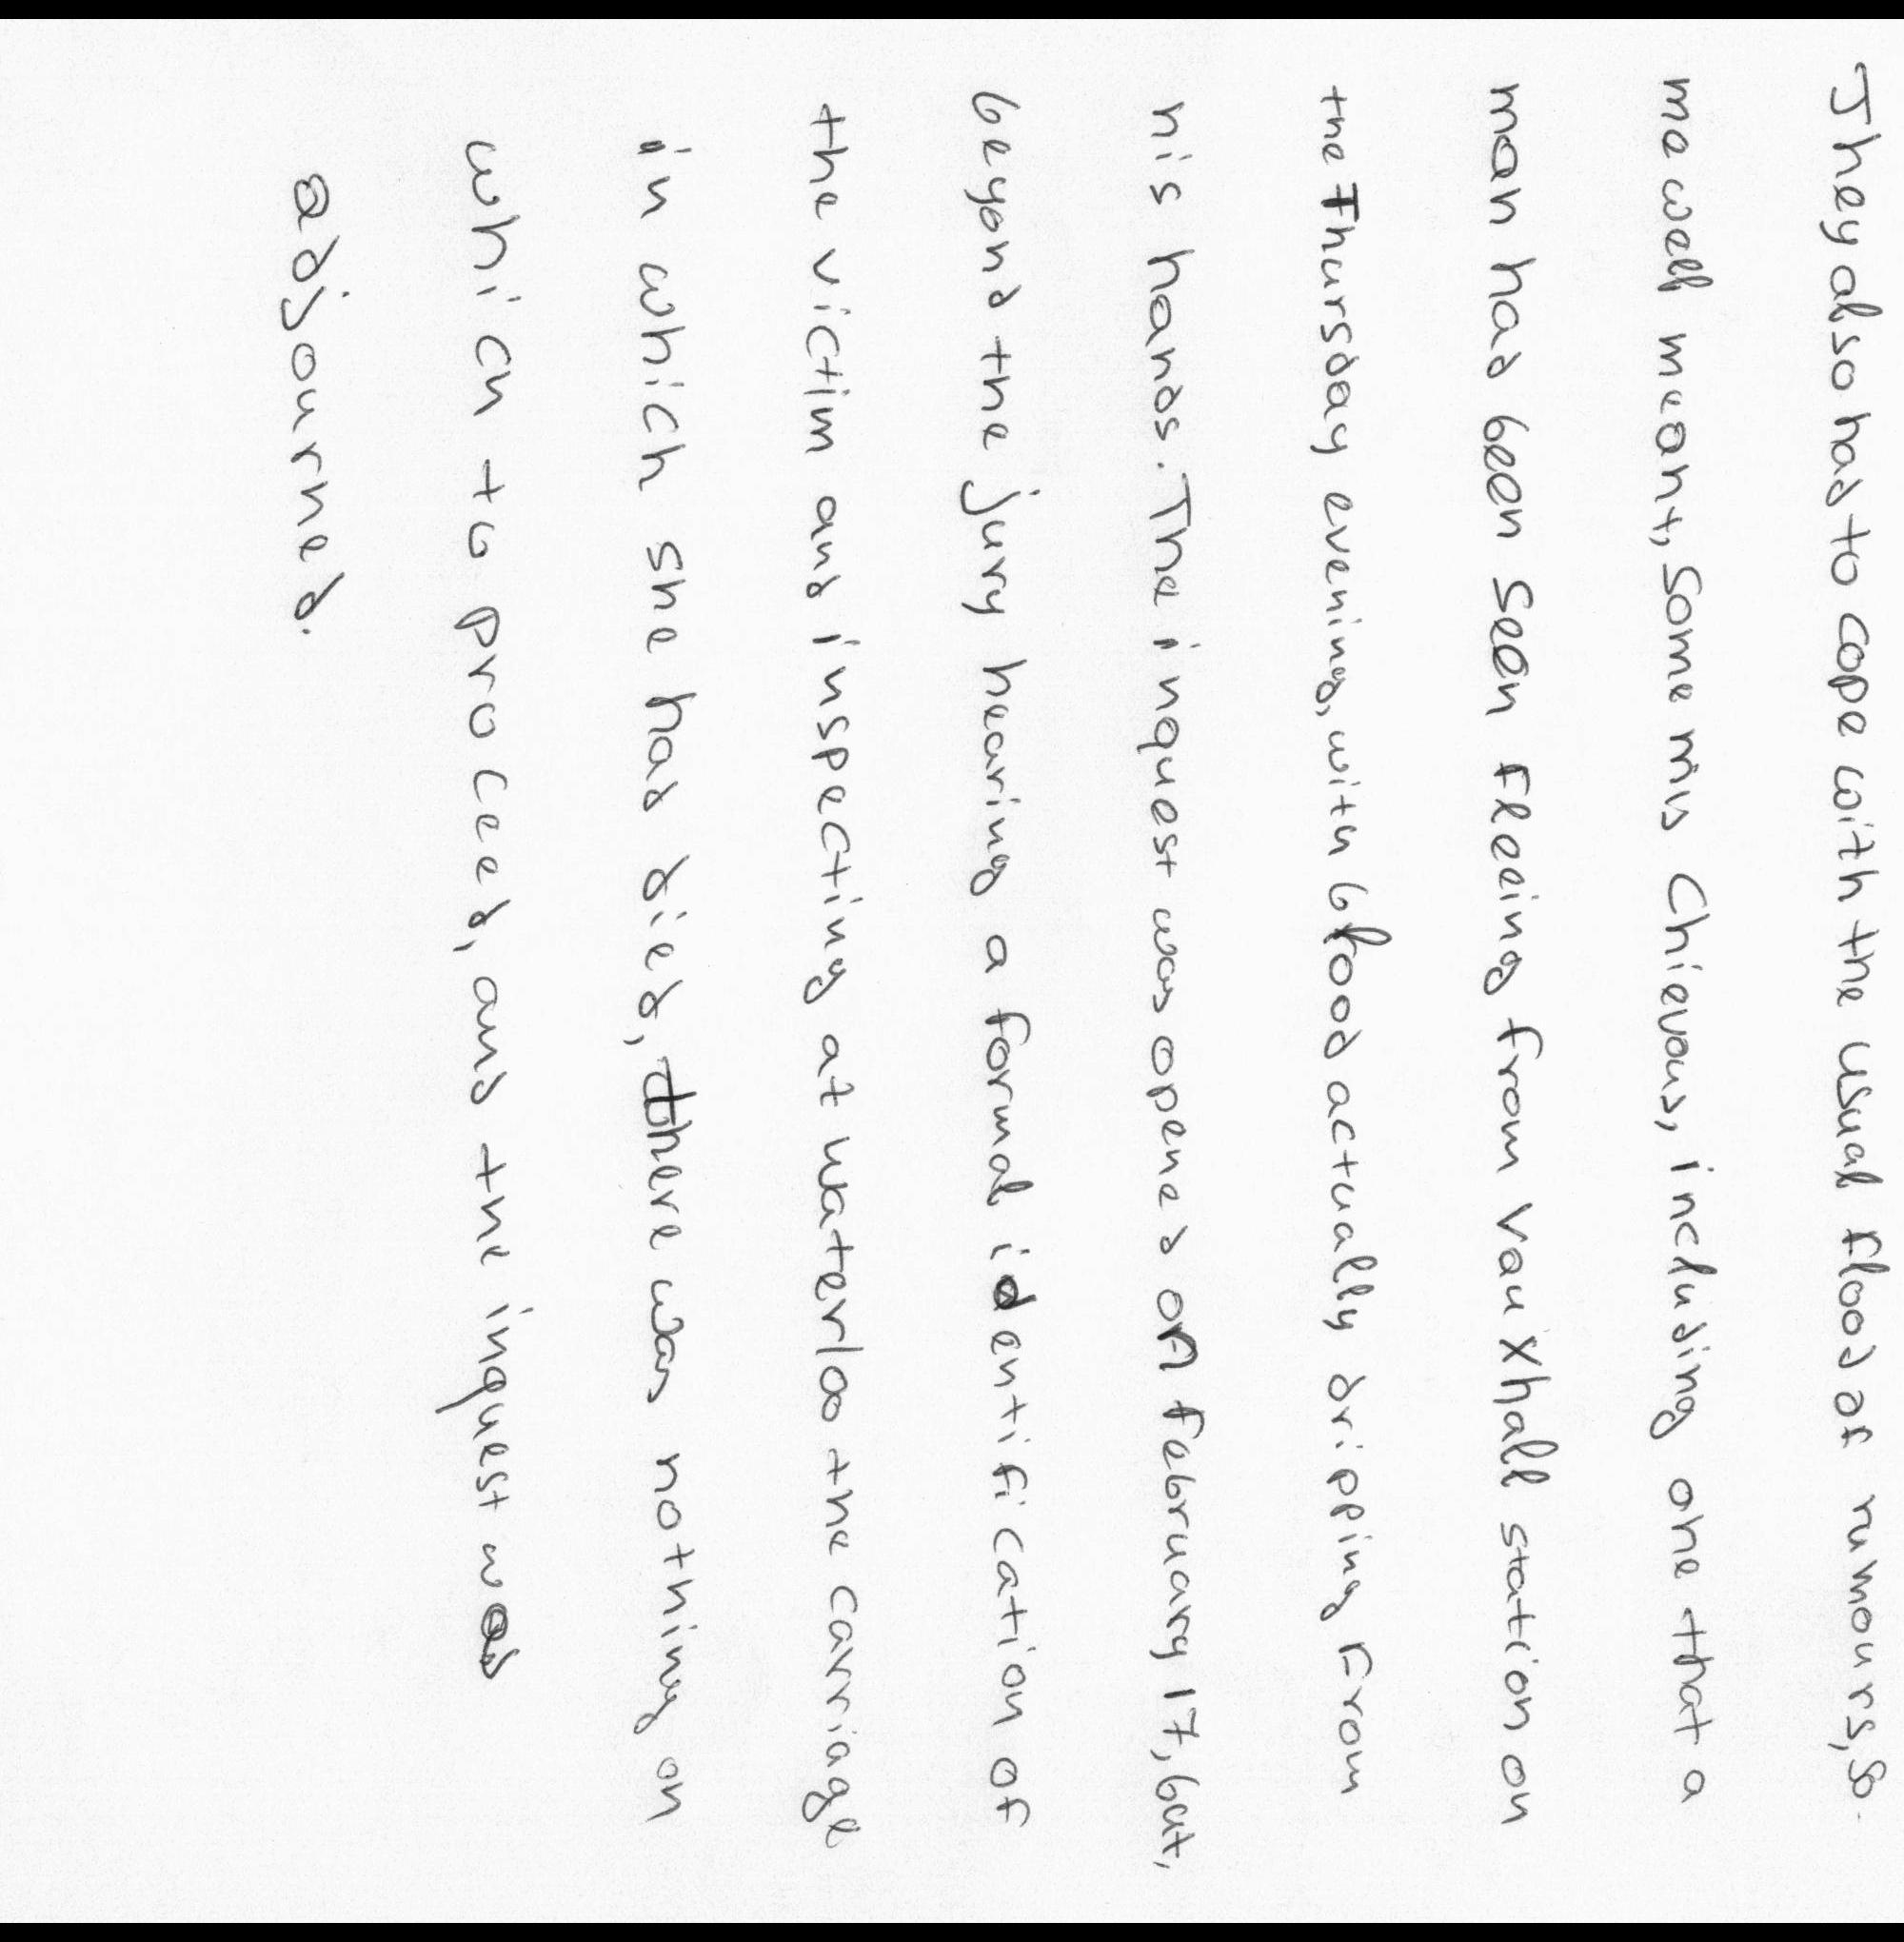 They also had to cope with the usual flood of rumours, so
me well meant, some mis chievous, including one that a
man had been seen fleeing from Vauxhall station on
the Thursday evening, with blood actually dripping from
his hands. The inquest was opened on february 17, but,
beyond the jury hearing a formal identification of
the victim and inspecting at waterloo the carriage
in which she had died, there was nothing on
which to proceed, and the inquest was
adjourned.